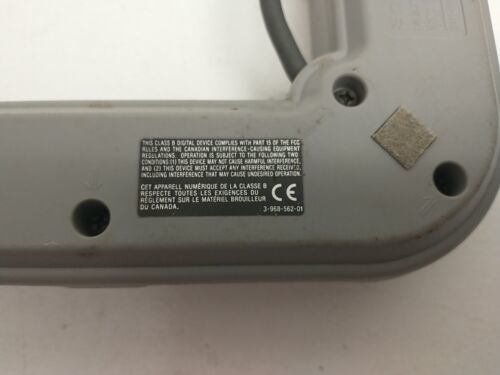 THIS CLASS B DIGITAL DEVICE COMPLIES WITH PART 15 OF THE FCC
RULES AND THE CANADIAN INTERFERENCE-CAUSING EQUIPMENT
REGULATIONS. OPERATION IS SUBJECT TO THE FOLLOWING TWO
CONDITIONS:(1) THIS DEVICE MAY NOT CAUSE HARMFUL INTERFERENCE,
AND (2) THIS DEVICE MUST ACCEPT ANY INTERFERENCE RECEIVED,
INCLUDING INTERFERENCE THAT MAY CAUSE UNDESIRED OPERATION.
CET APPAREIL NUMÉRIQUE DE LA CLASSE B
RESPECTE TOUTES LES EXIGENCES DU
RÈGLEMENT SUR LE MATÉRIEL BROUILLEUR
DU CANADA.
CE
3-968-562-01